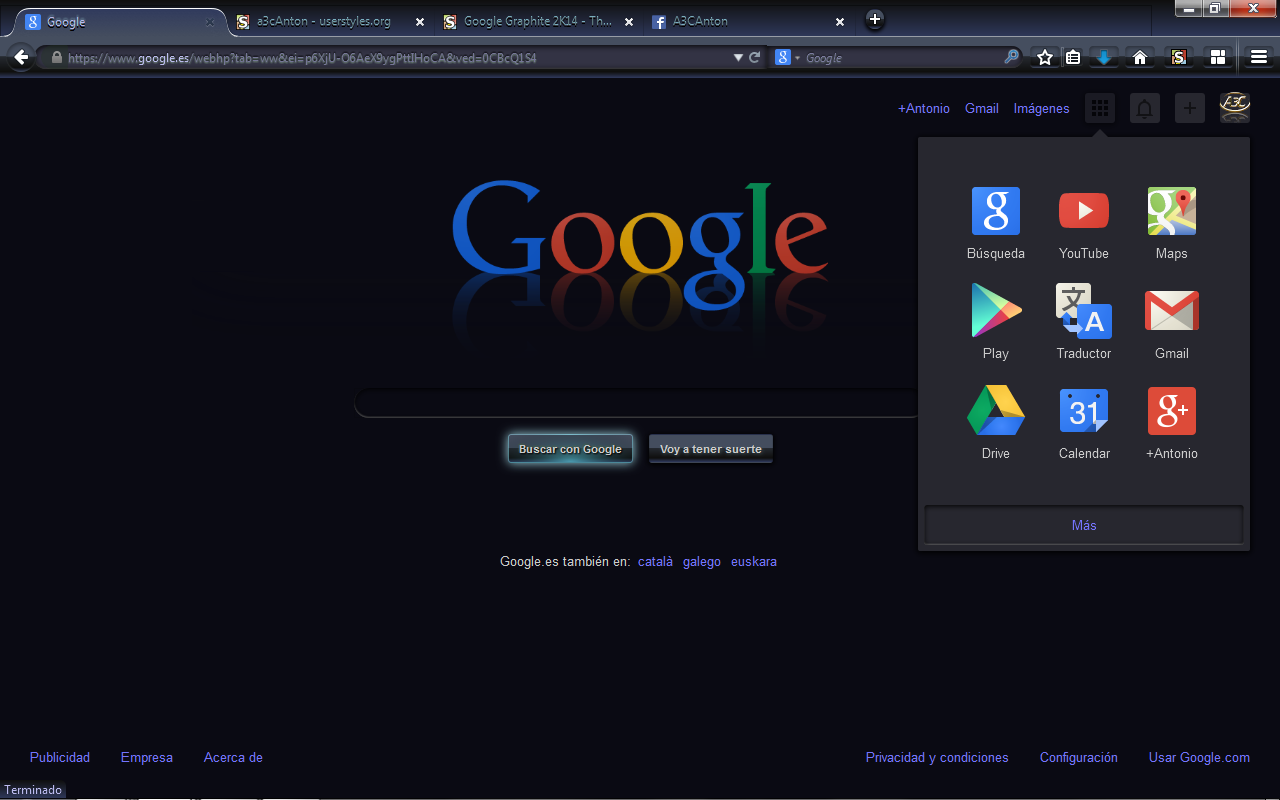 Google
a3cAnton - userstyles.org
Google Graphite 2K14 - Th...
A3CAnton
https://www.google.es/webhp?tab=ww&ei=p6XjU-O6AeX9ygPttIHoCA&ved=0CBcQ1S4
Google
+Antonio Gmail Imágenes
Google
Búsqueda YouTube Maps
Play Traductor Gmail
Drive Calendar +Antonio
31
Más
Buscar con Google Voy a tener suerte
Google.es también en: català galego euskara
Publicidad Empresa Acerca de
Privacidad y condiciones Configuración Usar Google.com
Terminado